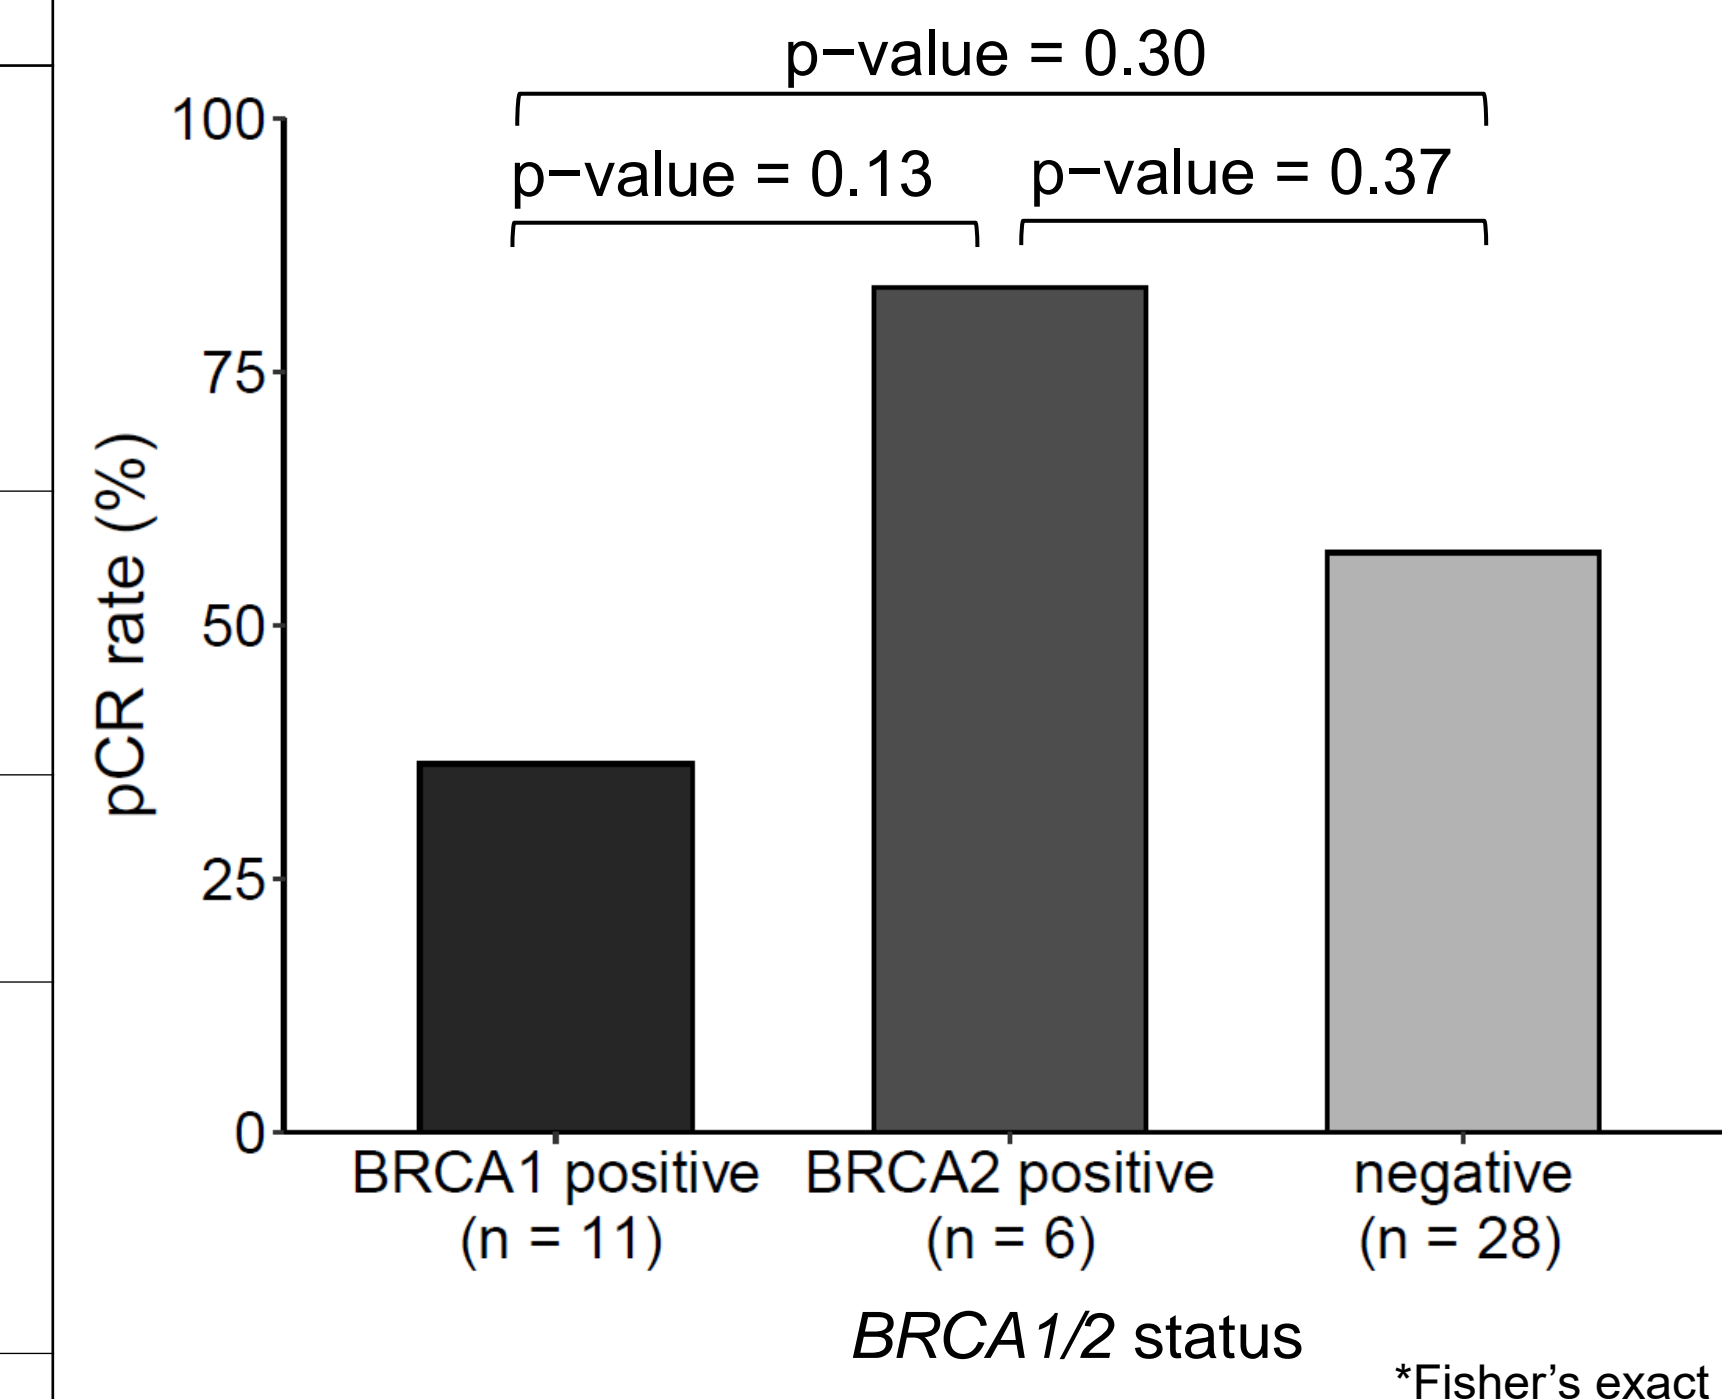 p−value = 0.30
p−value = 0.13
p−value = 0.37
100
75
50
25
0
pCR rate (%)
BRCA1 positive
(n = 11)
BRCA2 positive
(n = 6)
negative
(n = 28)
BRCA1/2 status
*Fisher’s exact